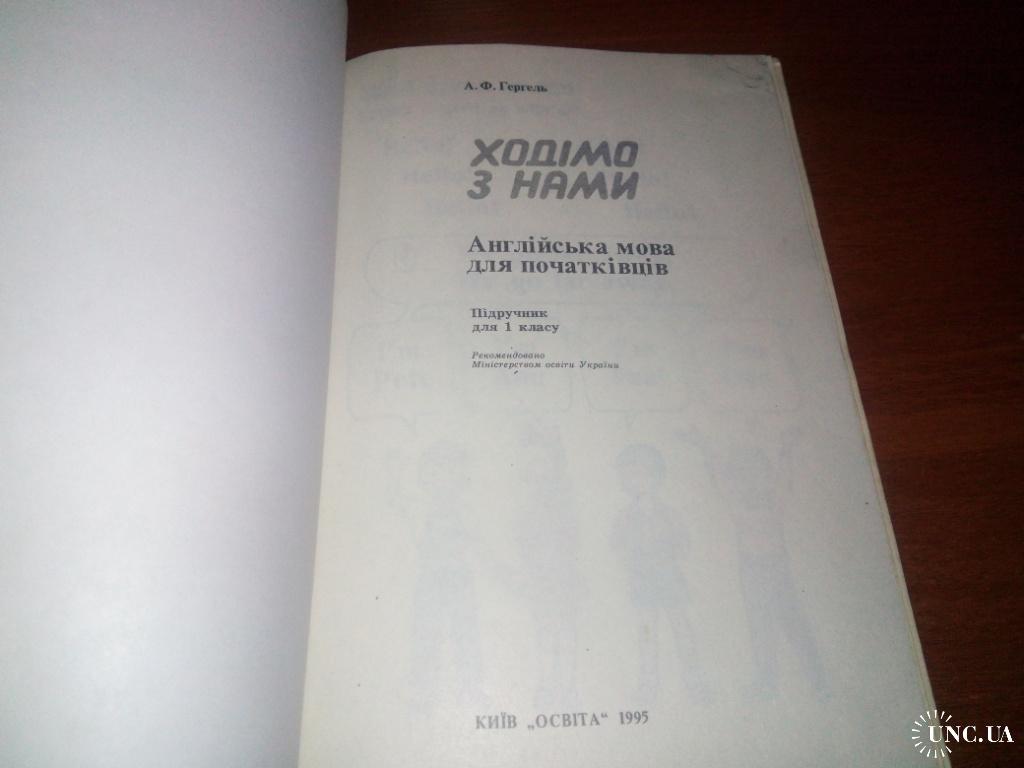 А. Ф. Гергель
ХОДІМО
З НАМИ
Англійська мова
для початківців
Підручник
для 1 класу
Рекомендовано
Міністерством освіти України
КИЇВ „ОСВІТА“ 1995
UNC.UA